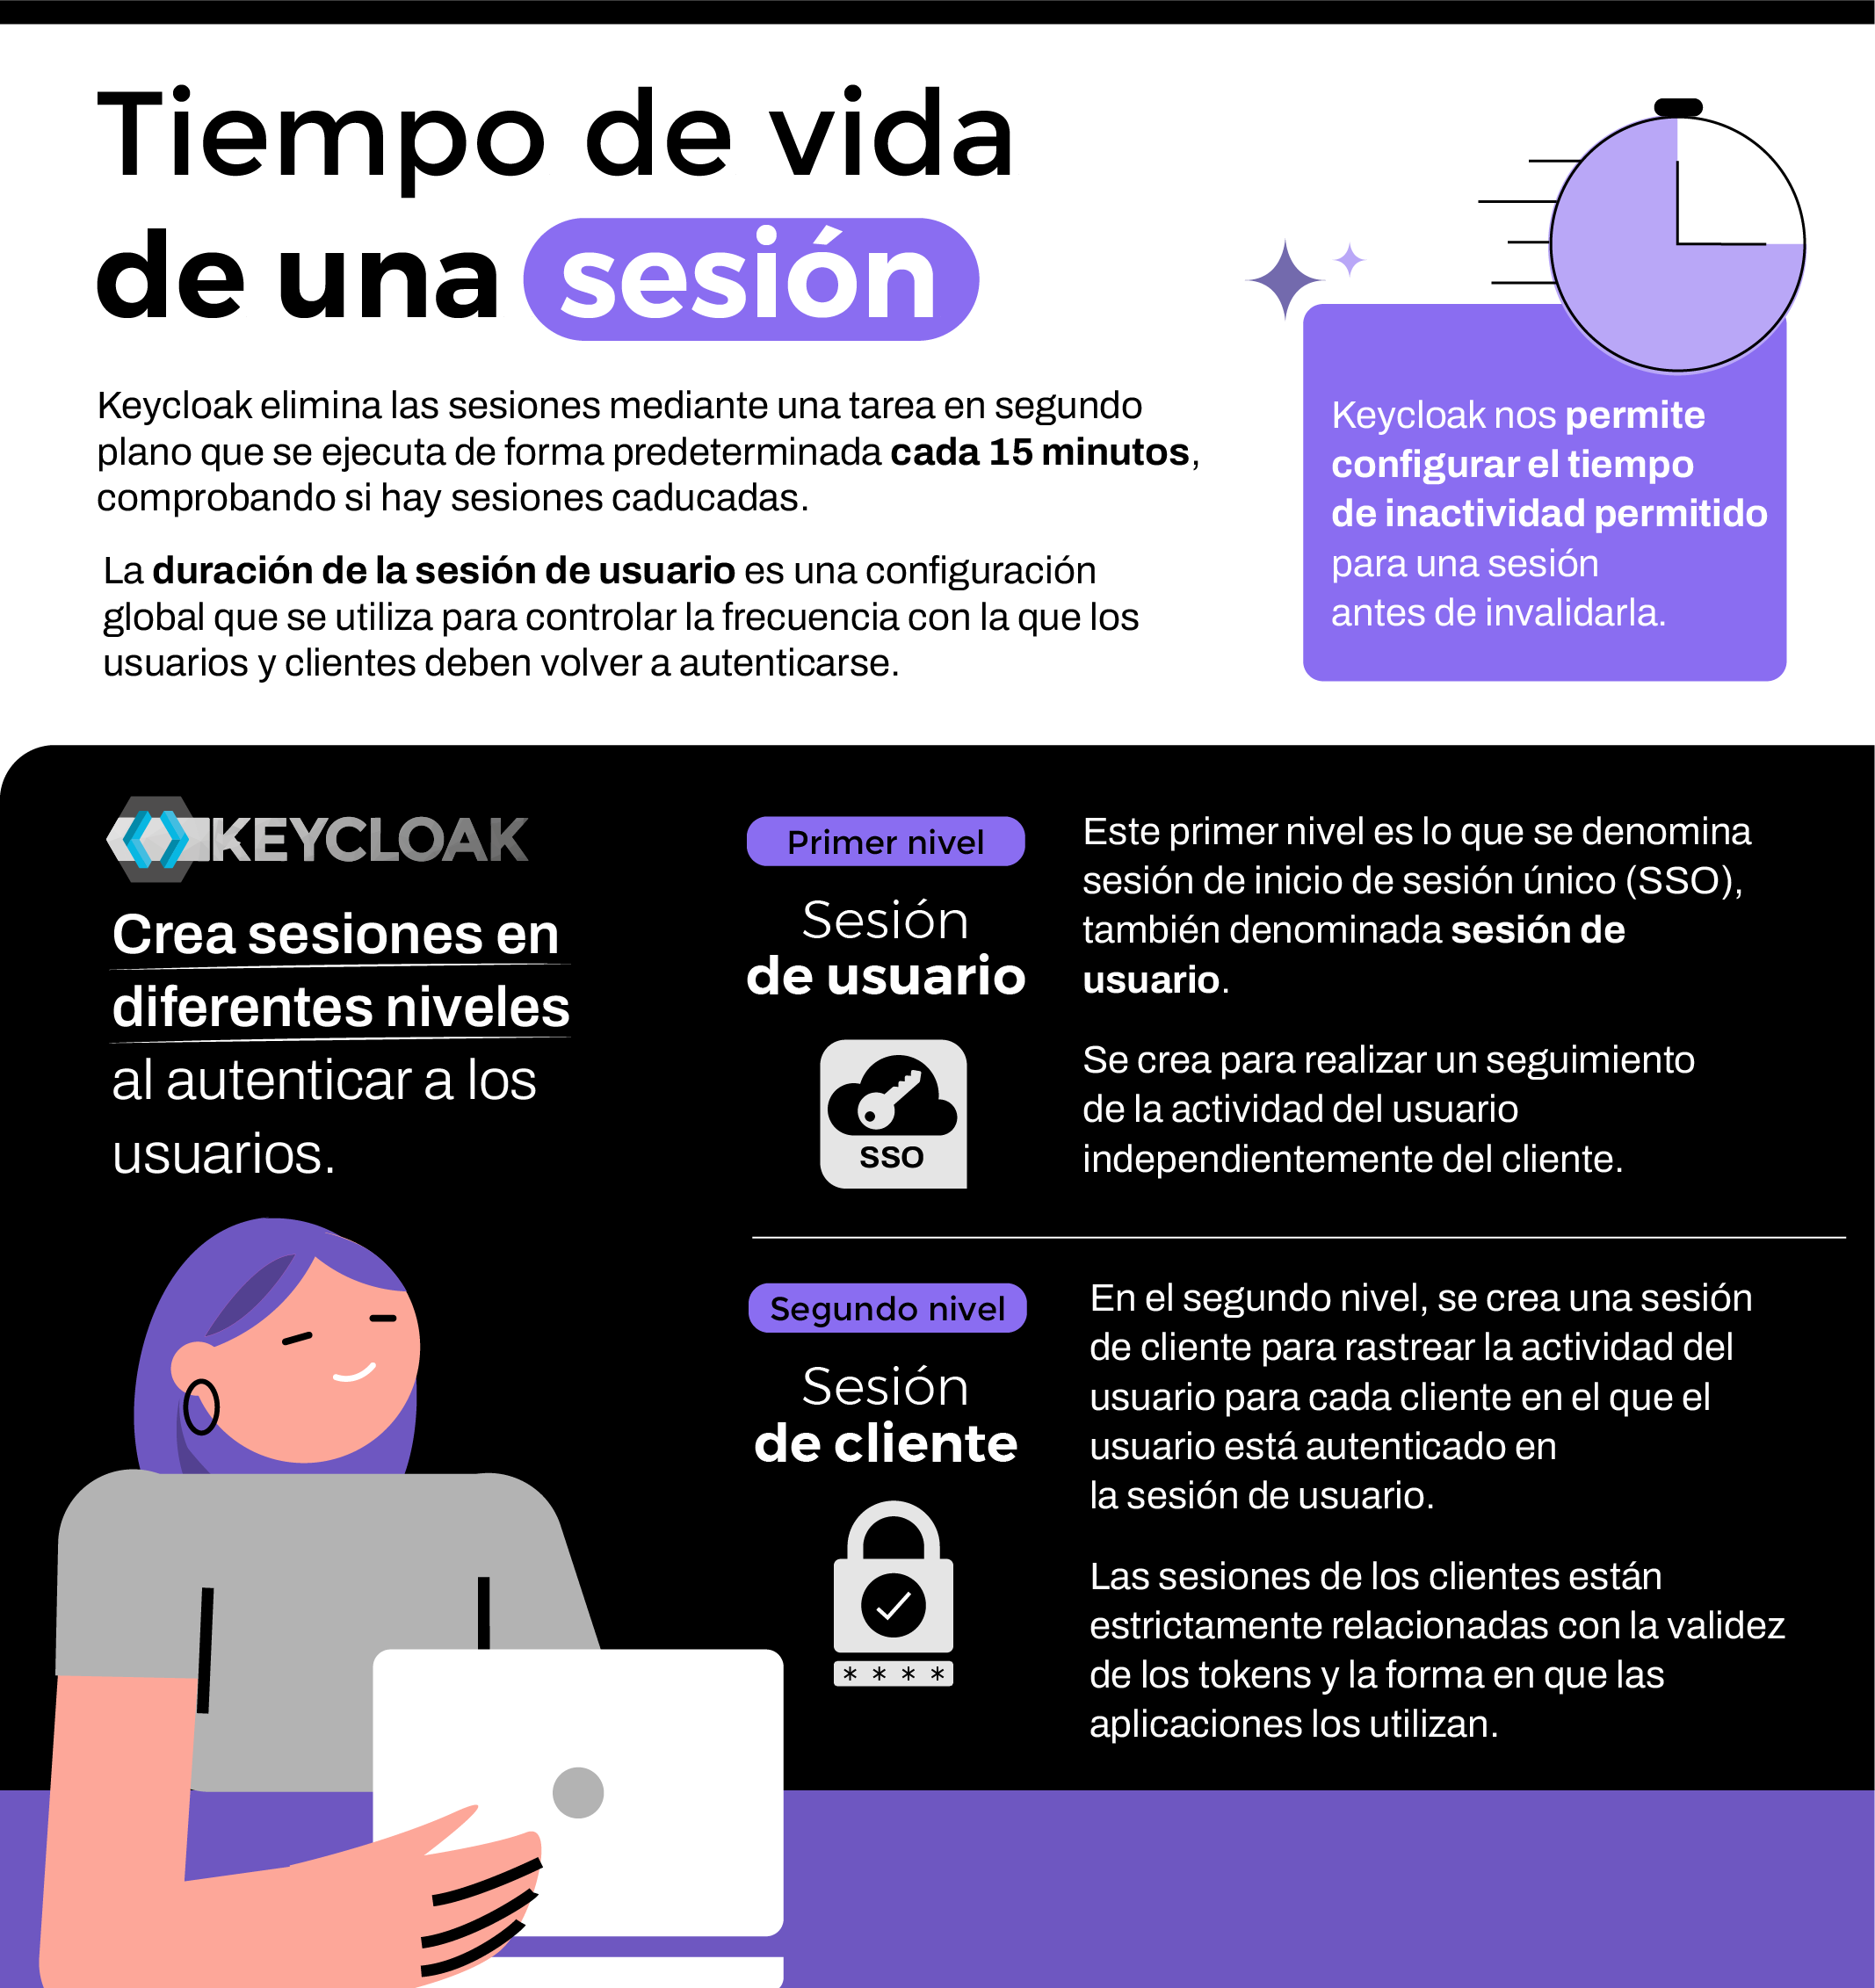 Tiempo de vida
de una sesión
Keycloak elimina las sesiones mediante una tarea en segundo
plano que se ejecuta de forma predeterminada cada 15 minutos,
comprobando si hay sesiones caducadas.
La duración de la sesión de usuario es una configuración
global que se utiliza para controlar la frecuencia con la que los
usuarios y clientes deben volver a autenticarse.
Keycloak nos permite
configurar el tiempo
de inactividad permitido
para una sesión
antes de invalidarla.
KEYCLOAK
Crea sesiones en
diferentes niveles
al autenticar a los
usuarios.
Primer nivel
Sesión
de usuario
SSO
Este primer nivel es lo que se denomina
sesión de inicio de sesión único (SSO),
también denominada sesión de
usuario.
Se crea para realizar un seguimiento
de la actividad del usuario
independientemente del cliente.
Segundo nivel
Sesión
de cliente
* * * *
En el segundo nivel, se crea una sesión
de cliente para rastrear la actividad del
usuario para cada cliente en el que el
usuario está autenticado en
la sesión de usuario.
Las sesiones de los clientes están
estrictamente relacionadas con la validez
de los tokens y la forma en que las
aplicaciones los utilizan.